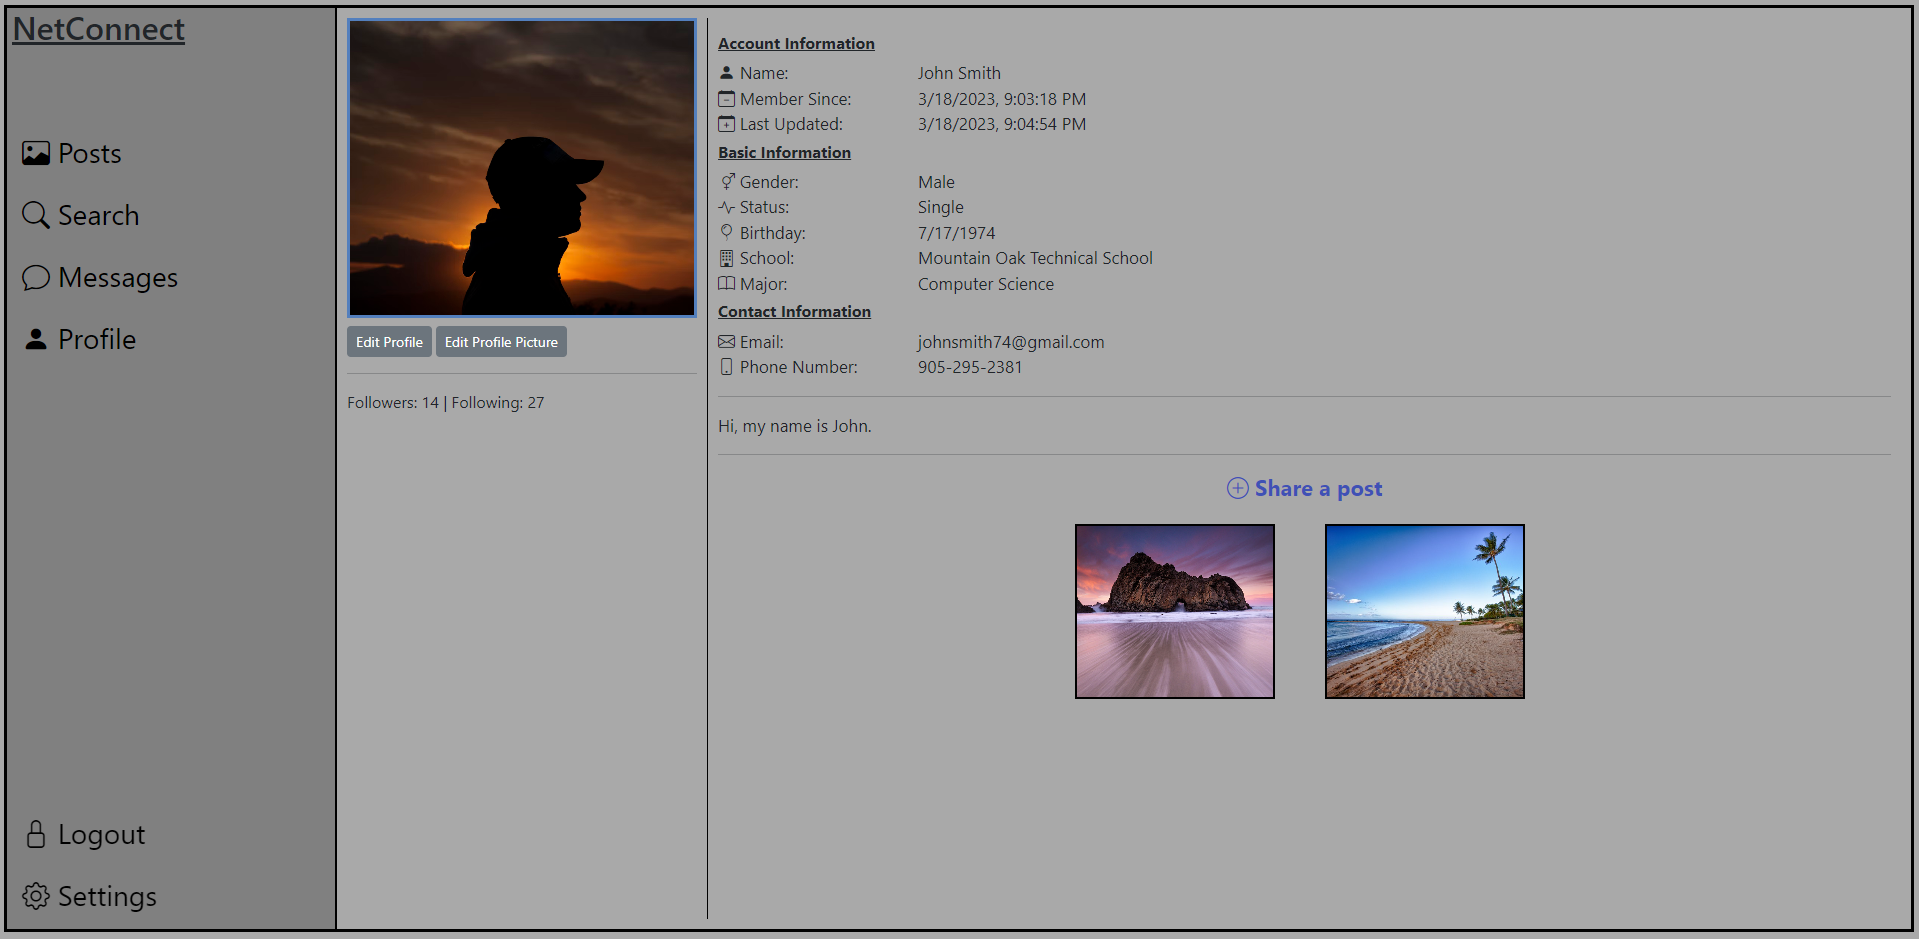 NetConnect
Posts
Search
Messages
Profile
Logout
Settings
Edit Profile Edit Profile Picture
Followers: 14 | Following: 27
Account Information
Name: John Smith
Member Since: 3/18/2023, 9:03:18 PM
Last Updated: 3/18/2023, 9:04:54 PM
Basic Information
Gender: Male
Status: Single
Birthday: 7/17/1974
School: Mountain Oak Technical School
Major: Computer Science
Contact Information
Email: johnsmith74@gmail.com
Phone Number: 905-295-2381
Hi, my name is John.
Share a post